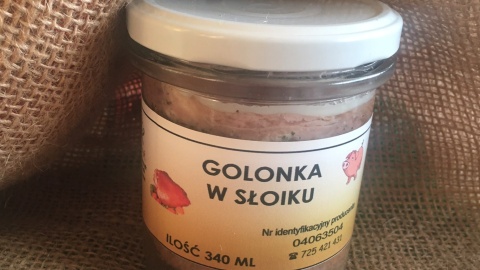 GOLONKA
W SŁOIKU
Nr identyfikacyjny producenta
04063504
☎ 725 421 431
ILOŚĆ 340 ML